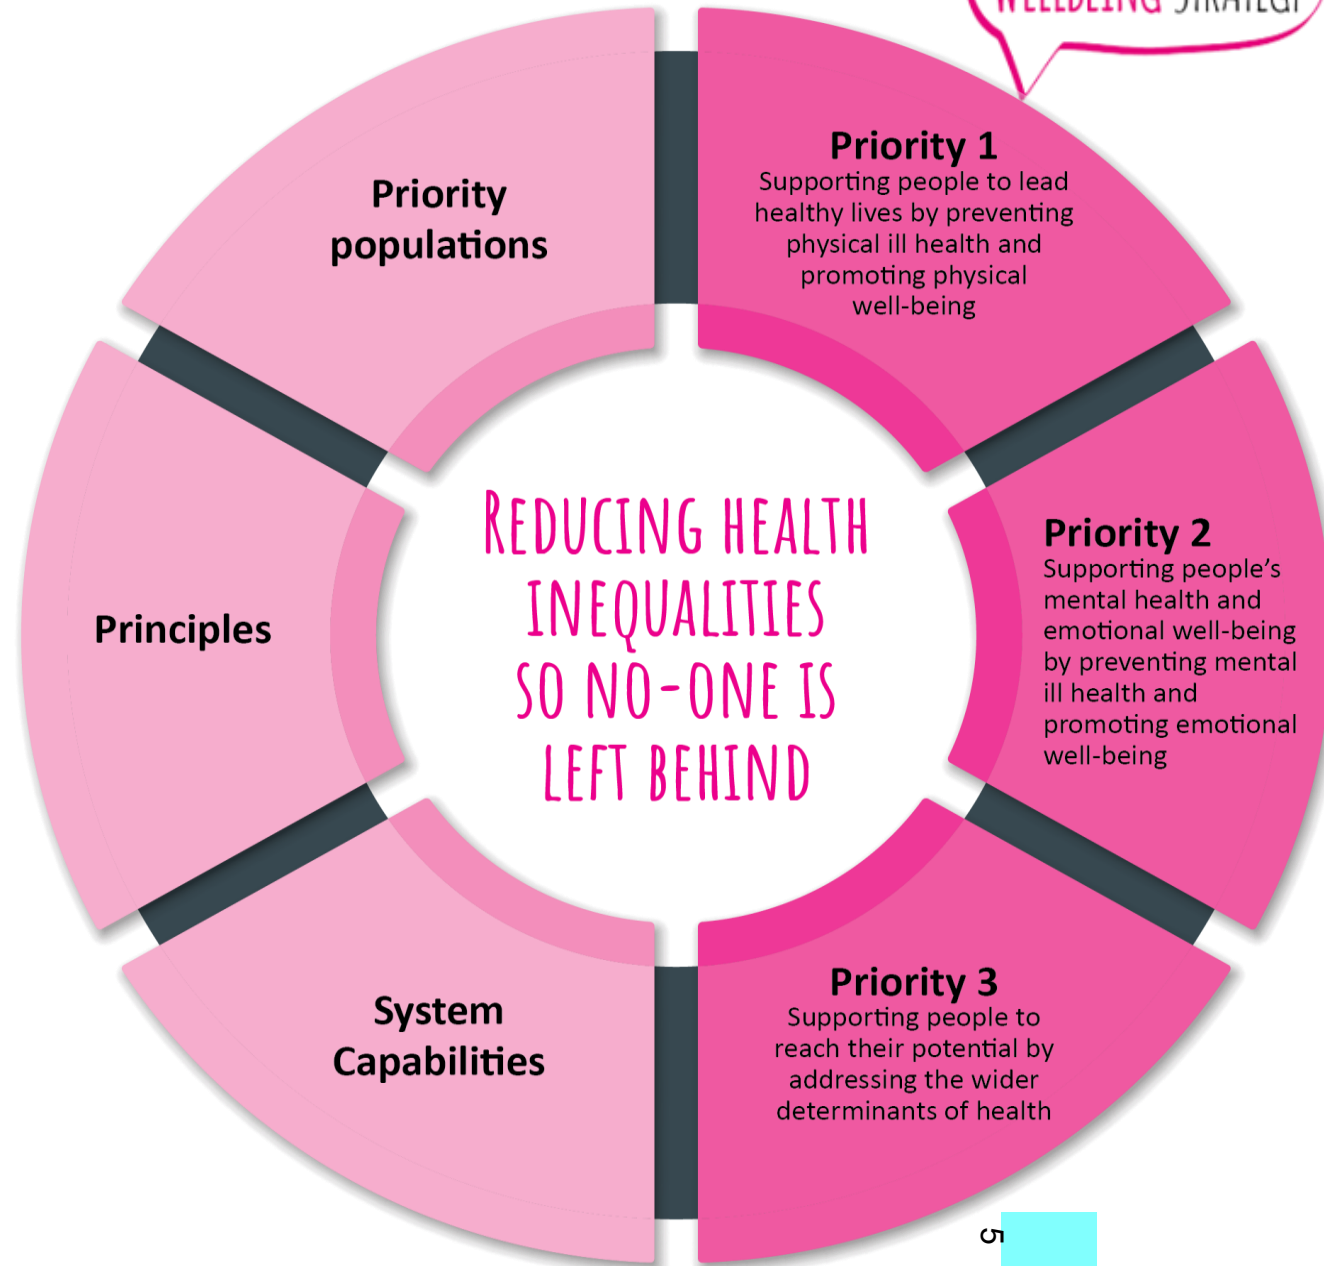 WELLBEING STRATEGY
Priority
populations
Priority 1
Supporting people to lead
healthy lives by preventing
physical ill health and
promoting physical
well-being
Priority 2
Supporting people’s
mental health and
emotional well-being
by preventing mental
ill health and
promoting emotional
well-being
Priority 3
Supporting people to
reach their potential by
addressing the wider
determinants of health
System
Capabilities
Principles
REDUCING HEALTH
INEQUALITIES
SO NO-ONE IS
LEFT BEHIND
5